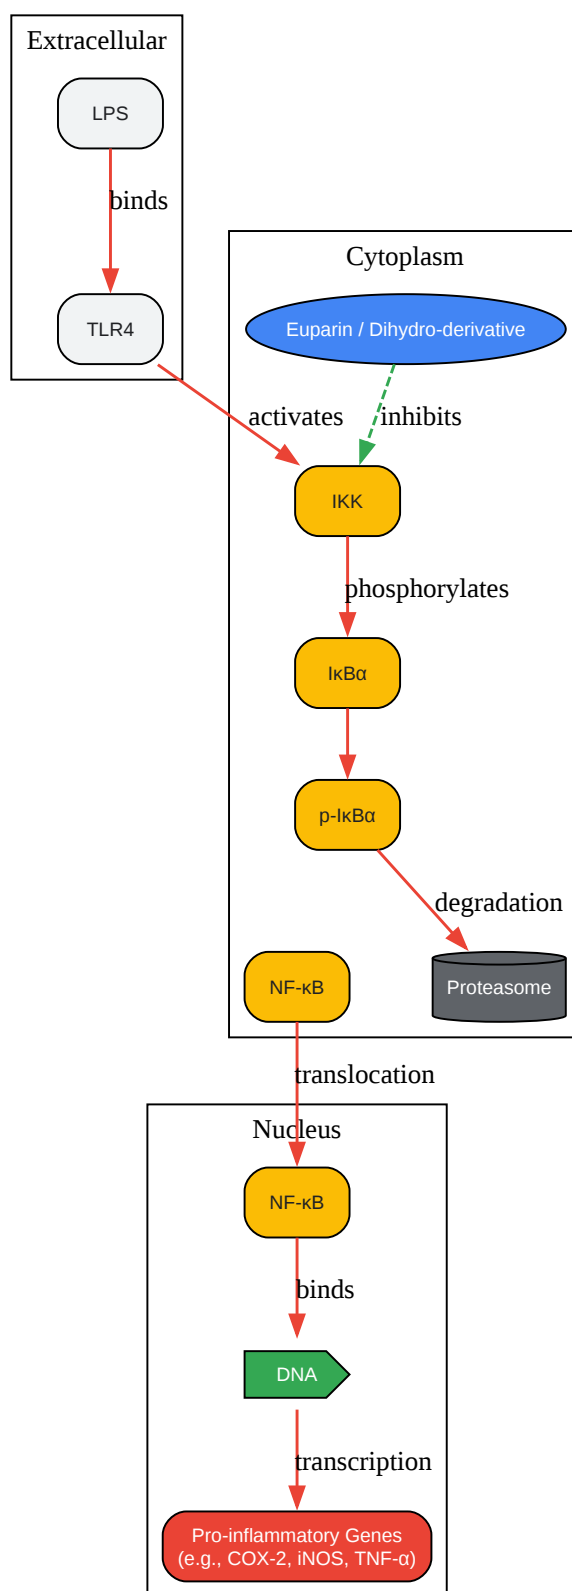 Extracellular
LPS
binds
Cytoplasm
TLR4
Euparin / Dihydro-derivative
activates
inhibits
IKK
phosphorylates
IκBα
p-IκBα
degradation
NF-κB
Proteasome
translocation
Nucleus
NF-κB
binds
DNA
transcription
Pro-inflammatory Genes
(e.g., COX-2, iNOS, TNF-α)